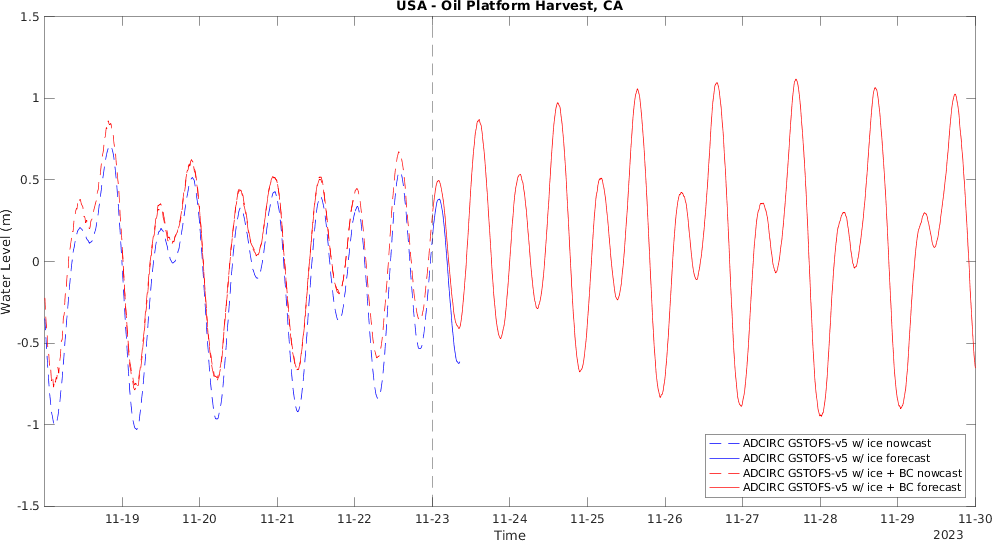 USA - Oil Platform Harvest, CA
1.5
1
0.5
0
-0.5
-1
-1.5
Water Level (m)
ADCIRC GSTOFS-v5 w/ ice nowcast
ADCIRC GSTOFS-v5 w/ ice forecast
ADCIRC GSTOFS-v5 w/ ice + BC nowcast
ADCIRC GSTOFS-v5 w/ ice + BC forecast
11-19 11-20 11-21 11-22 11-23 11-24 11-25 11-26 11-27 11-28 11-29 11-30
Time
2023